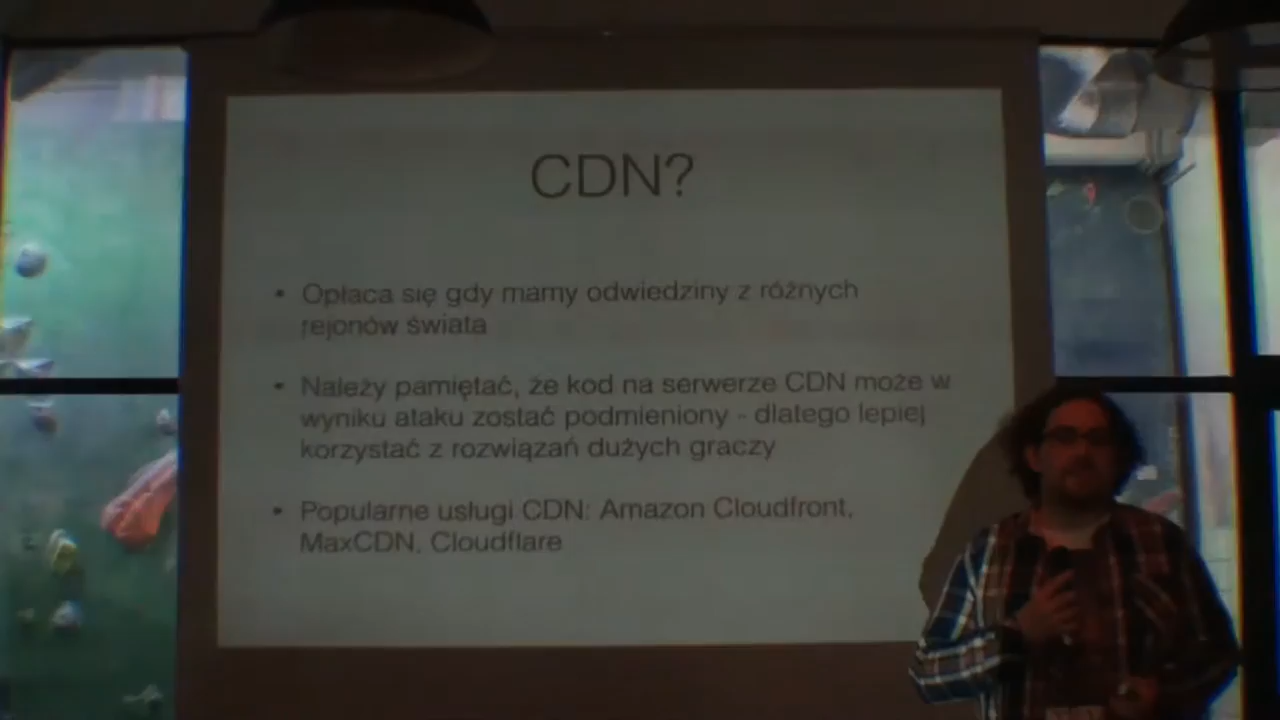 CDN?
• Opłaca się gdy mamy odwiedziny z różnych
rejonów świata
• Należy pamiętać, że kod na serwerze CDN może w
wyniku ataku zostać podmieniony - dlatego lepiej
korzystać z rozwiązań dużych graczy
• Popularne usługi CDN: Amazon Cloudfront,
MaxCDN, Cloudflare